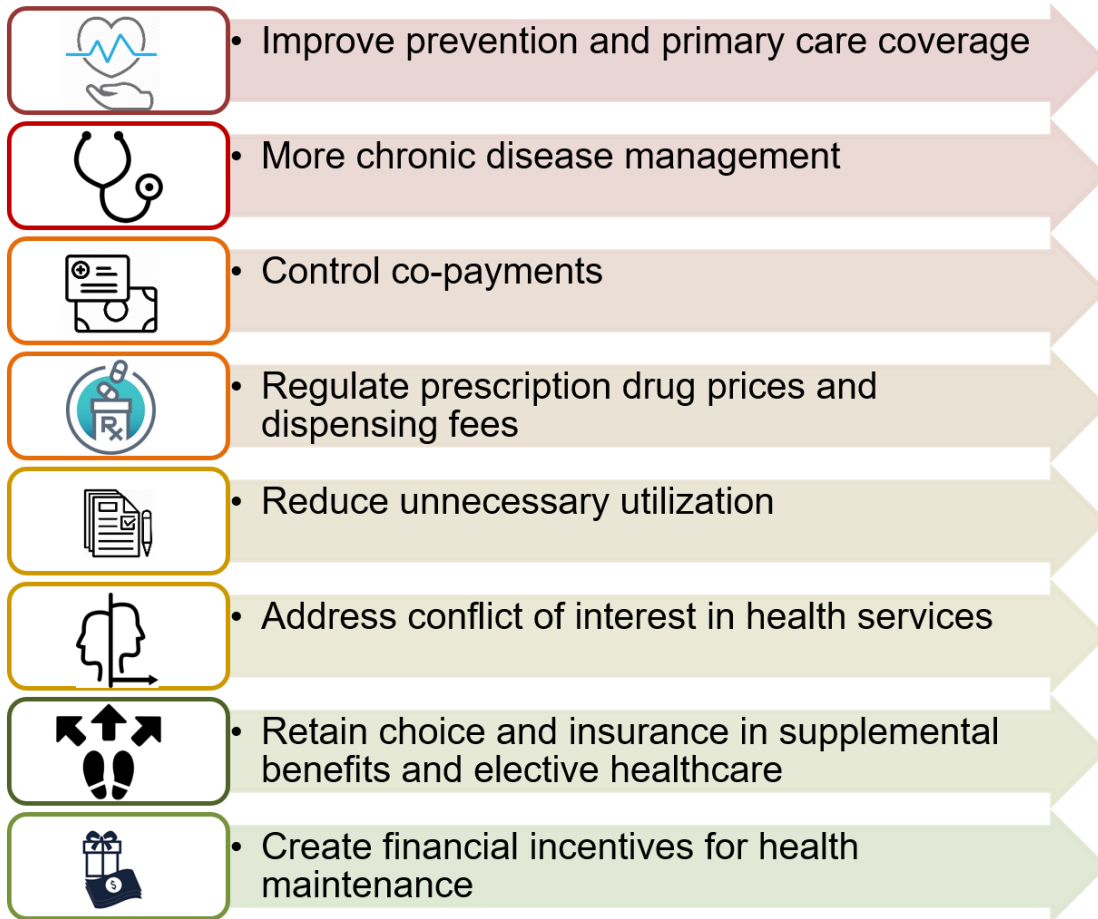 • Improve prevention and primary care coverage
• More chronic disease management
• Control co-payments
• Regulate prescription drug prices and
dispensing fees
Rx
• Reduce unnecessary utilization
• Address conflict of interest in health services
• Retain choice and insurance in supplemental
benefits and elective healthcare
• Create financial incentives for health
maintenance
$